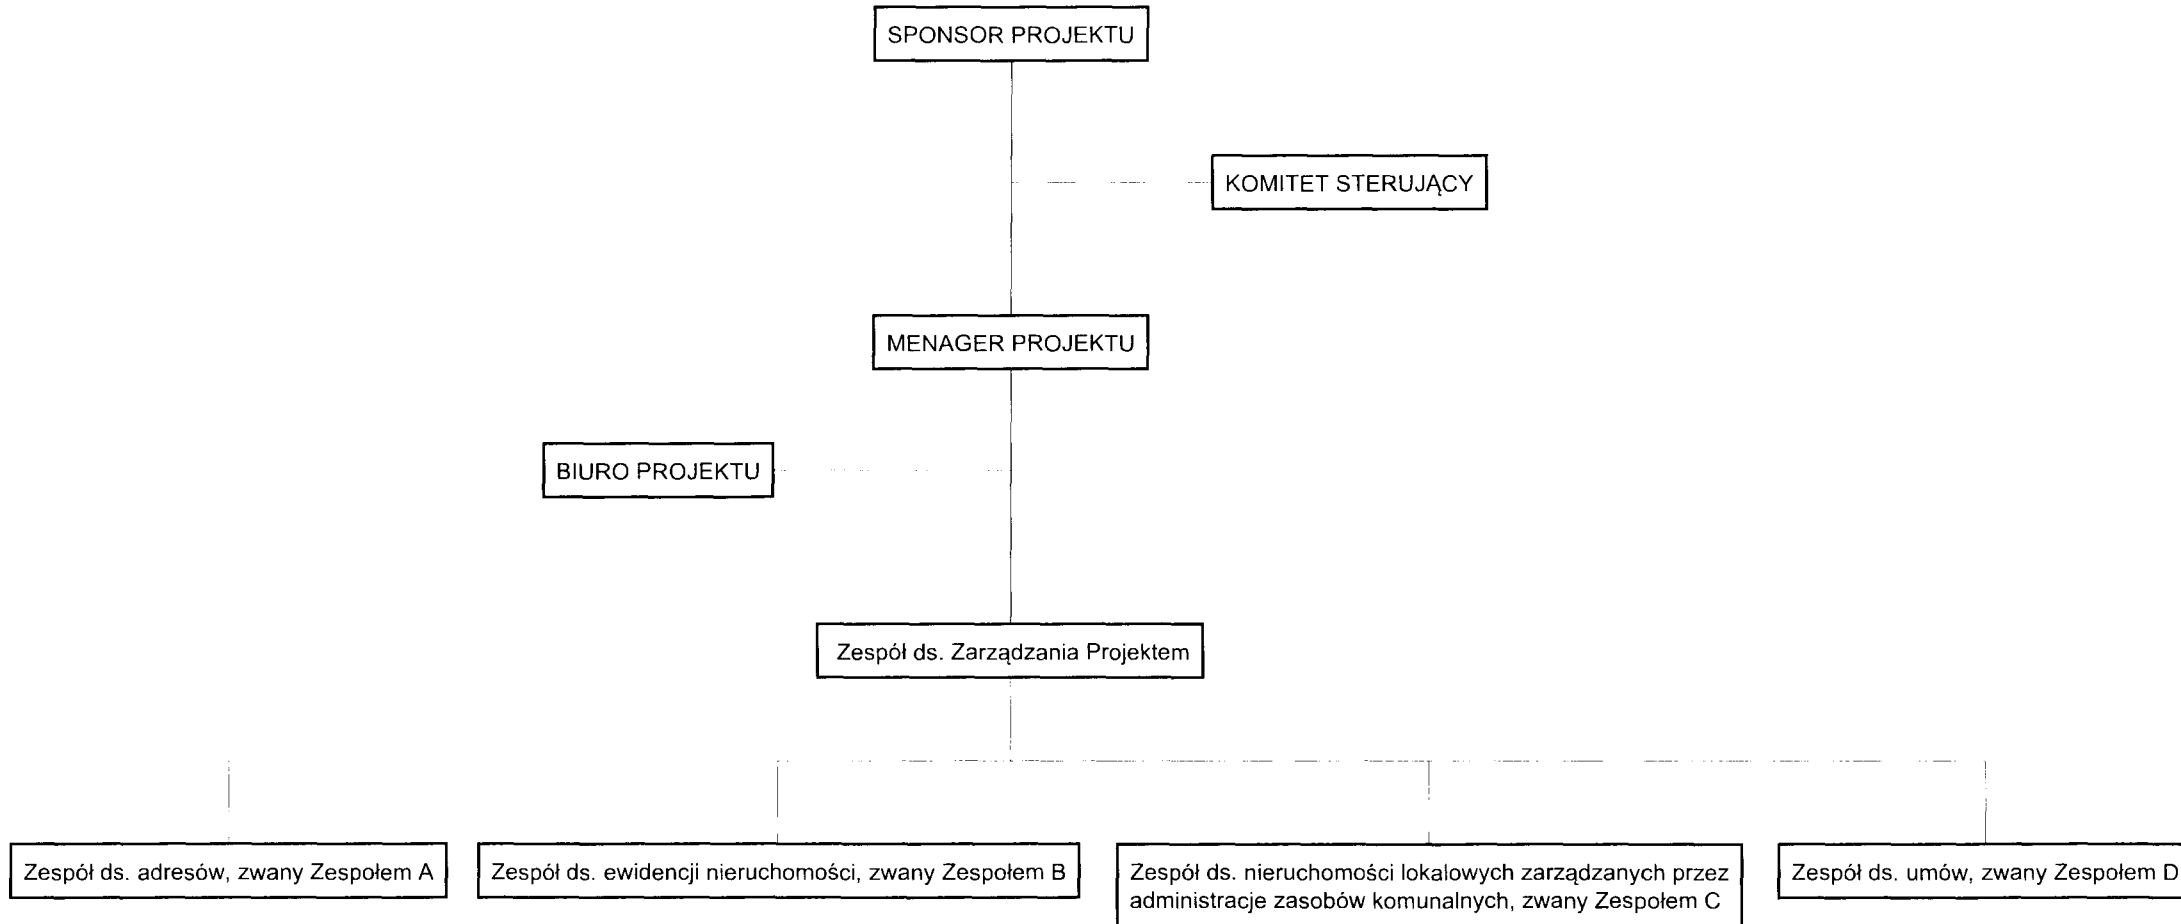 SPONSOR PROJEKTU
KOMITET STERUJĄCY
MENAGER PROJEKTU
BIURO PROJEKTU
Zespół ds. Zarządzania Projektem
Zespół ds. adresów, zwany Zespołem A
Zespół ds. ewidencji nieruchomości, zwany Zespołem B
Zespół ds. nieruchomości lokalowych zarządzanych przez
administracje zasobów komunalnych, zwany Zespołem C
Zespół ds. umów, zwany Zespołem D